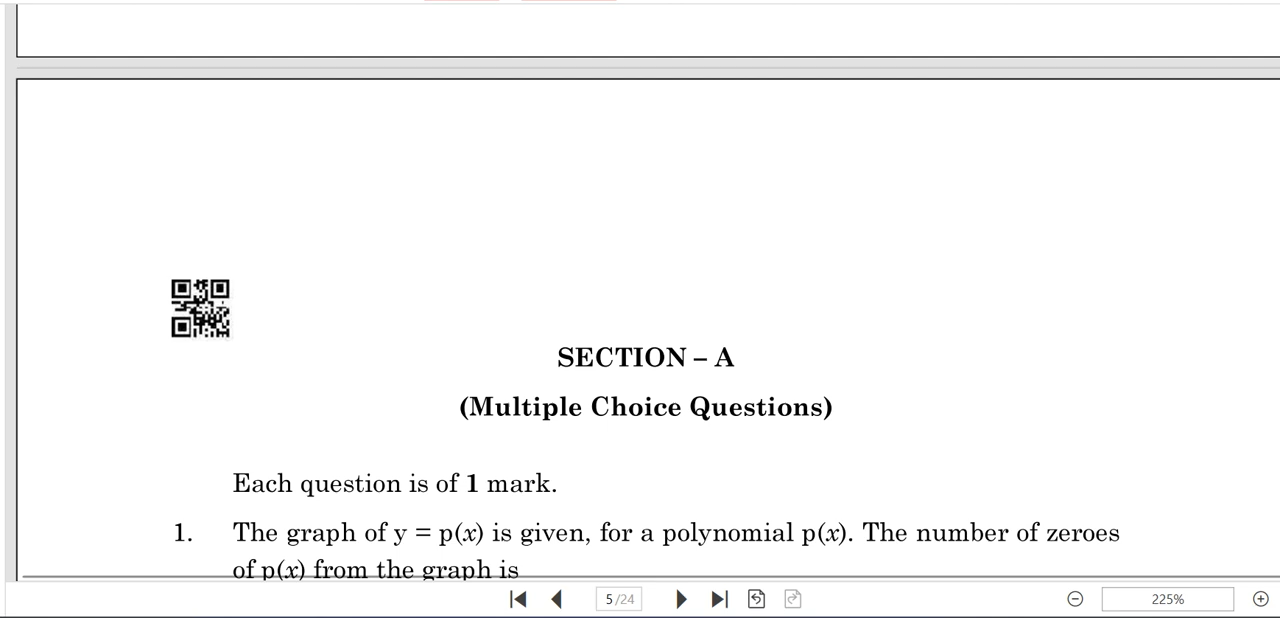 SECTION – A
(Multiple Choice Questions)
Each question is of 1 mark.
1. The graph of y = p(x) is given, for a polynomial p(x). The number of zeroes
of p(x) from the graph is
5 /24
225%